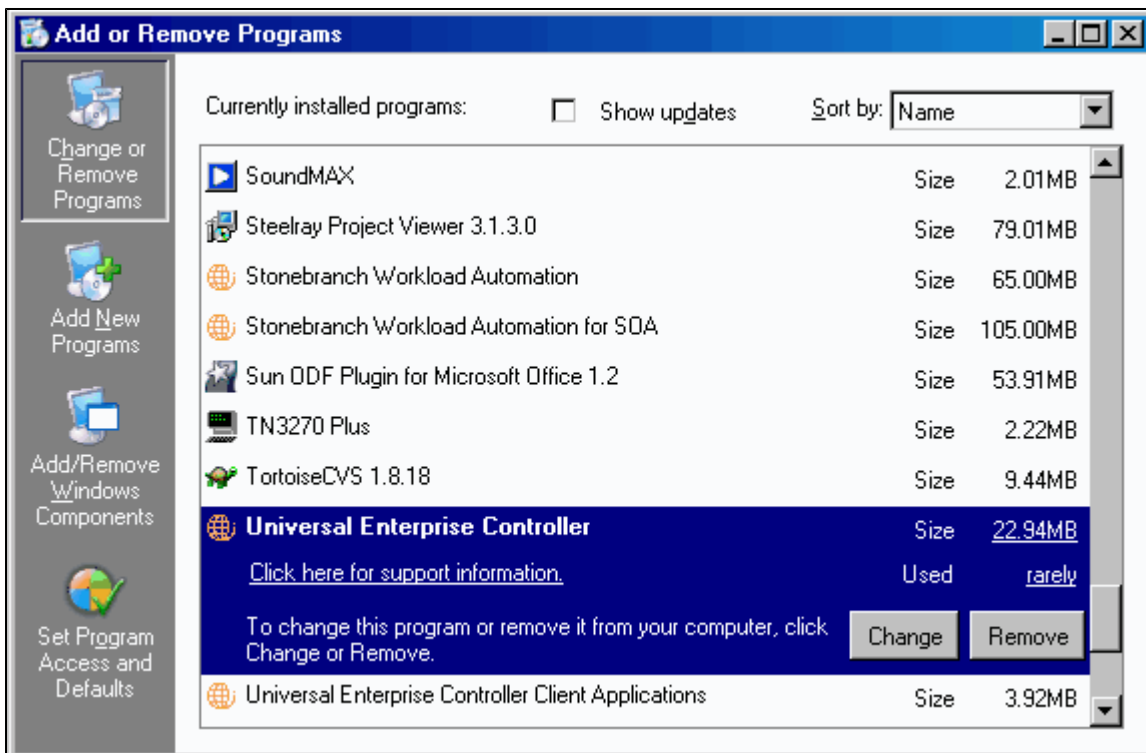 Add or Remove Programs
Change or
Remove
Programs
Add New
Programs
Add/Remove
Windows
Components
Set Program
Access and
Defaults
Currently installed programs: Show updates Sort by: Name
SoundMAX Size 2.01MB
Steelray Project Viewer 3.1.3.0 Size 79.01MB
Stonebranch Workload Automation Size 65.00MB
Stonebranch Workload Automation for SOA Size 105.00MB
Sun ODF Plugin for Microsoft Office 1.2 Size 53.91MB
TN3270 Plus Size 2.22MB
TortoiseCVS 1.8.18 Size 9.44MB
Universal Enterprise Controller Size 22.94MB
Click here for support information. Used rarely
To change this program or remove it from your computer, click
Change or Remove.
Change Remove
Universal Enterprise Controller Client Applications Size 3.92MB